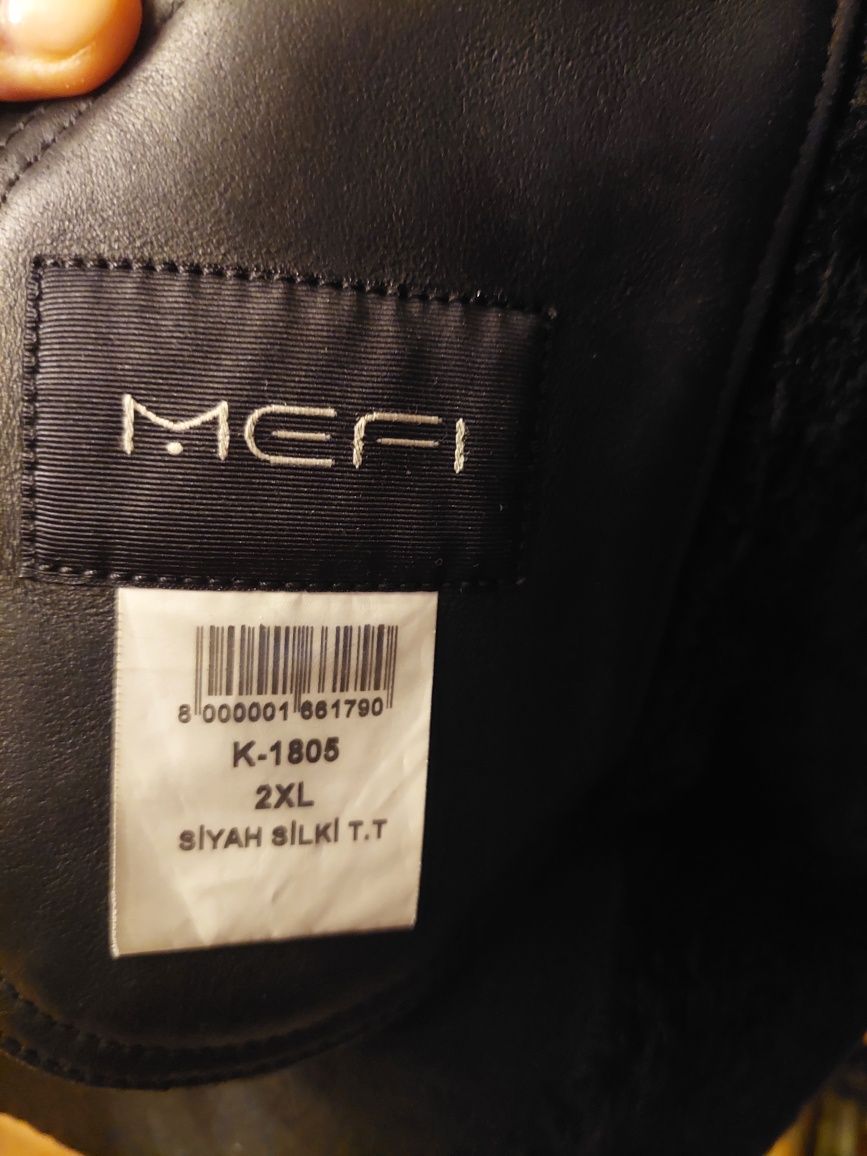 MEFI
8 000001 661790
K-1805
2XL
SİYAH SİLKİ T.T